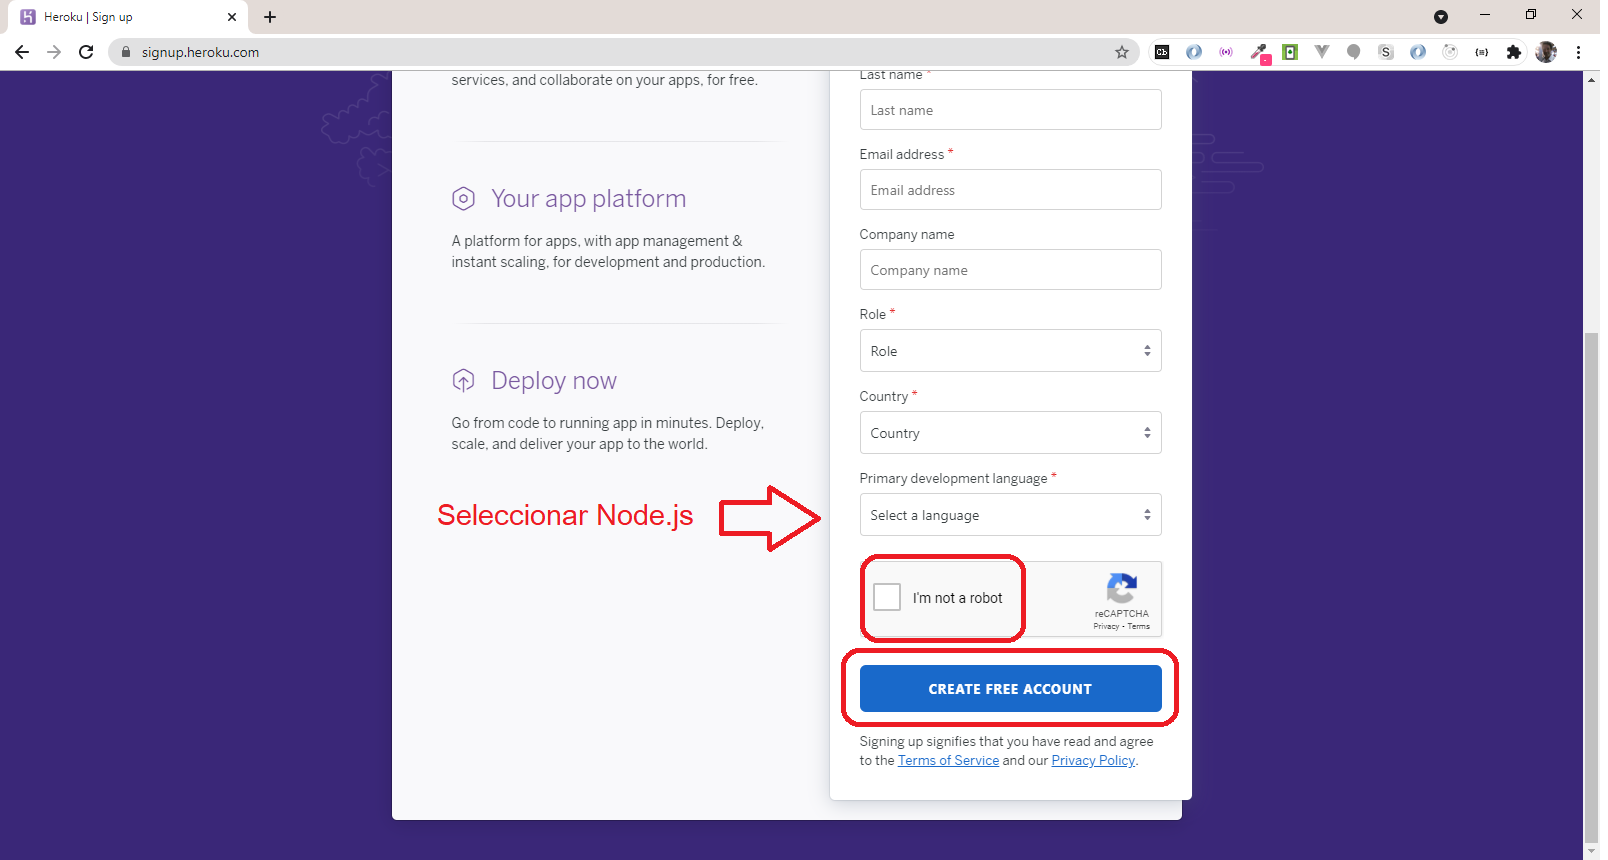 Heroku | Sign up
signup.heroku.com
services, and collaborate on your apps, for free.
Your app platform
A platform for apps, with app management &
instant scaling, for development and production.
Deploy now
Go from code to running app in minutes. Deploy,
scale, and deliver your app to the world.
Seleccionar Node.js
Last name *
Last name
Email address *
Email address
Company name
Company name
Role *
Role
Country *
Country
Primary development language *
Select a language
I'm not a robot
reCAPTCHA
Privacy - Terms
CREATE FREE ACCOUNT
Signing up signifies that you have read and agree
to the Terms of Service and our Privacy Policy.